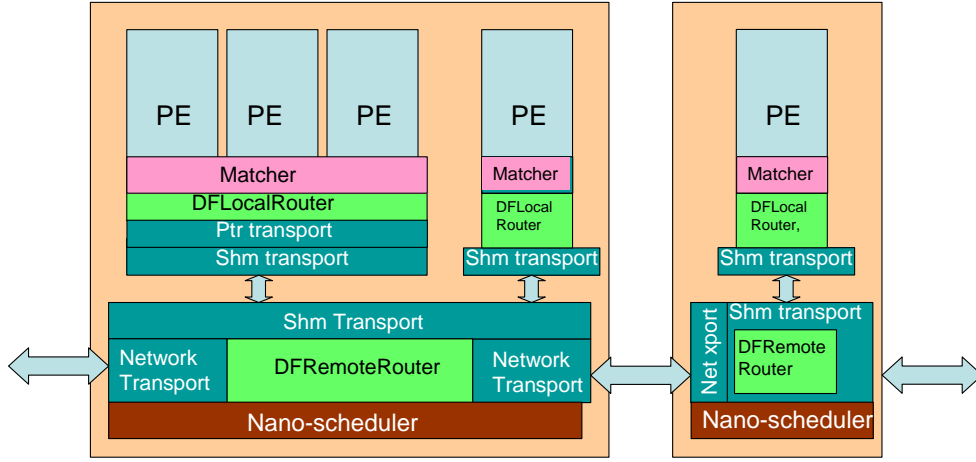 PE
PE
PE
PE
PE
Matcher
Matcher
Matcher
DFLocalRouter
DFLocal
Router
DFLocal
Router,
Ptr transport
Shm transport
Shm transport
Shm transport
Shm Transport
Network
Transport
DFRemoteRouter
Network
Transport
Net xport
Shm transport
DFRemote
Router
Nano-scheduler
Nano-scheduler